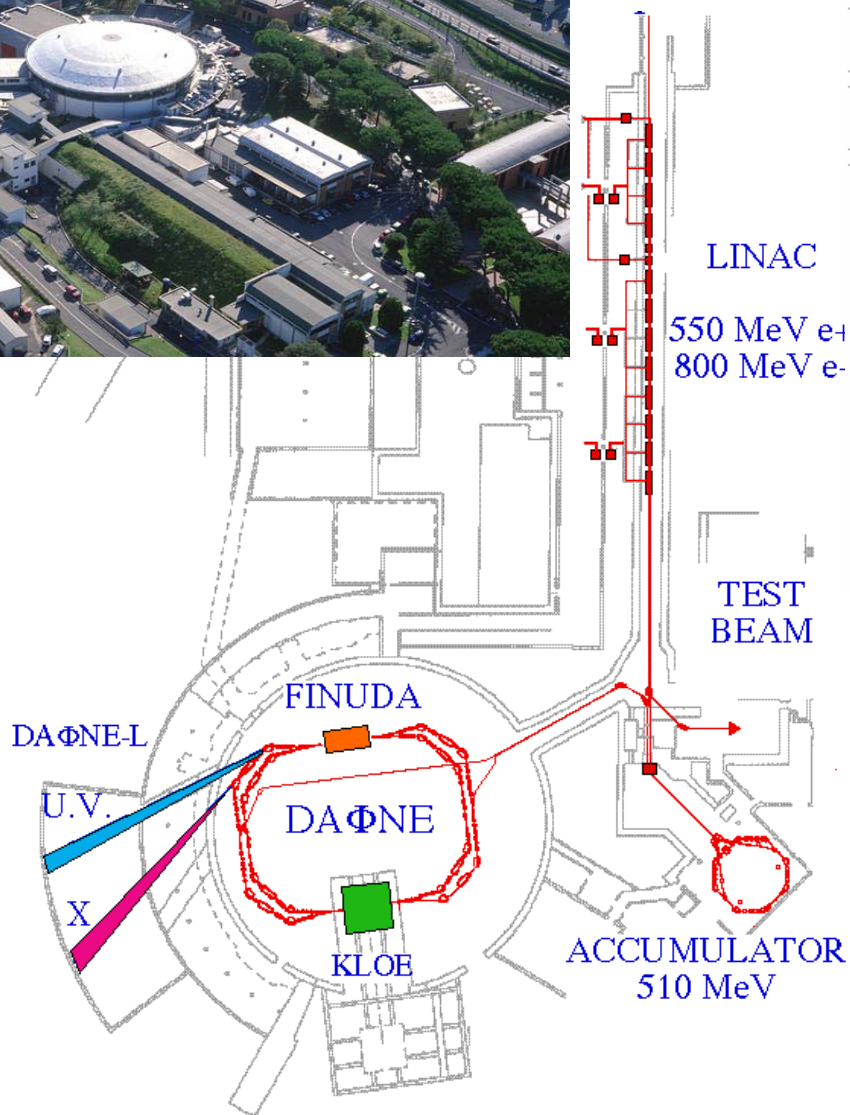 LINAC
550 MeV e+
800 MeV e-
TEST
BEAM
FINUDA
DAΦNE-L
U.V.
DAΦNE
X
KLOE
ACCUMULATOR
510 MeV